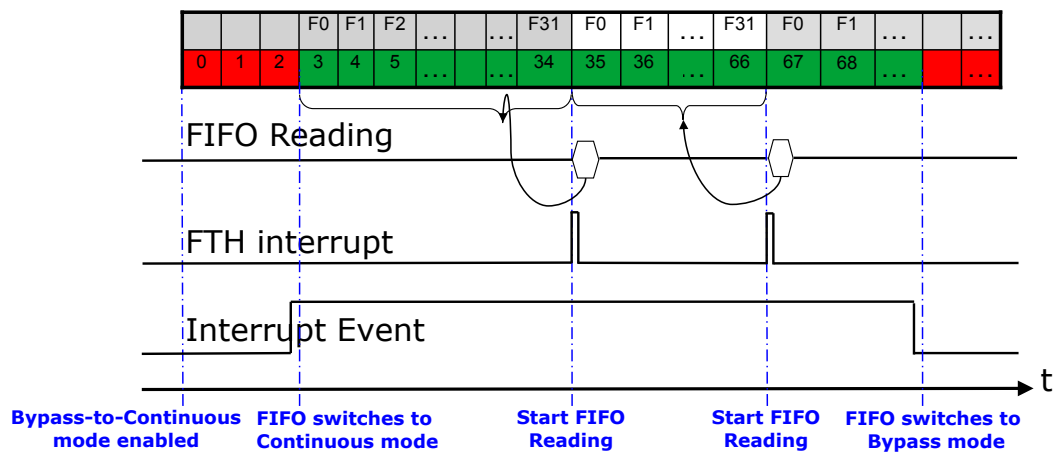 F0 F1 F2 ... ... F31 F0 F1 ... F31 F0 F1 ... ...
0 1 2 3 4 5 ... ... 34 35 36 ... 66 67 68 ... ...
FIFO Reading
FTH interrupt
Interrupt Event
t
Bypass-to-Continuous
mode enabled
FIFO switches to
Continuous mode
Start FIFO
Reading
Start FIFO
Reading
FIFO switches to
Bypass mode